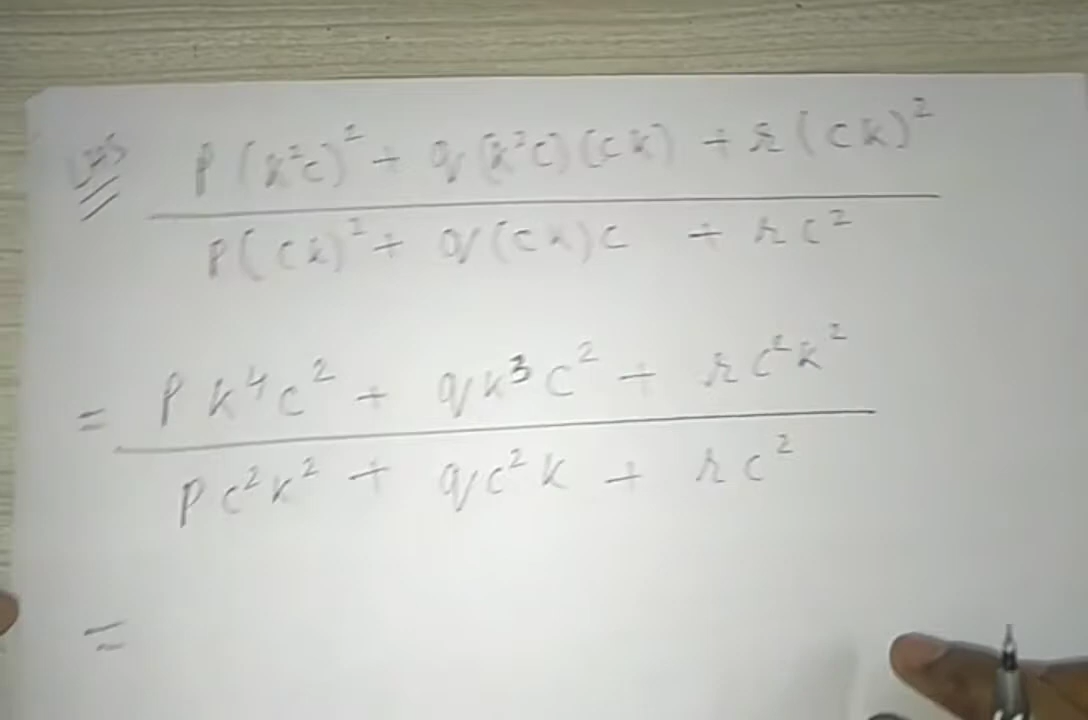 P(k²c)² + q(k²c)(ck) + r(ck)²
P(ck)² + q(ck)c + rc²
= Pk⁴c² + qk³c² + rc²k²
Pc²k² + qc²k + rc²
=